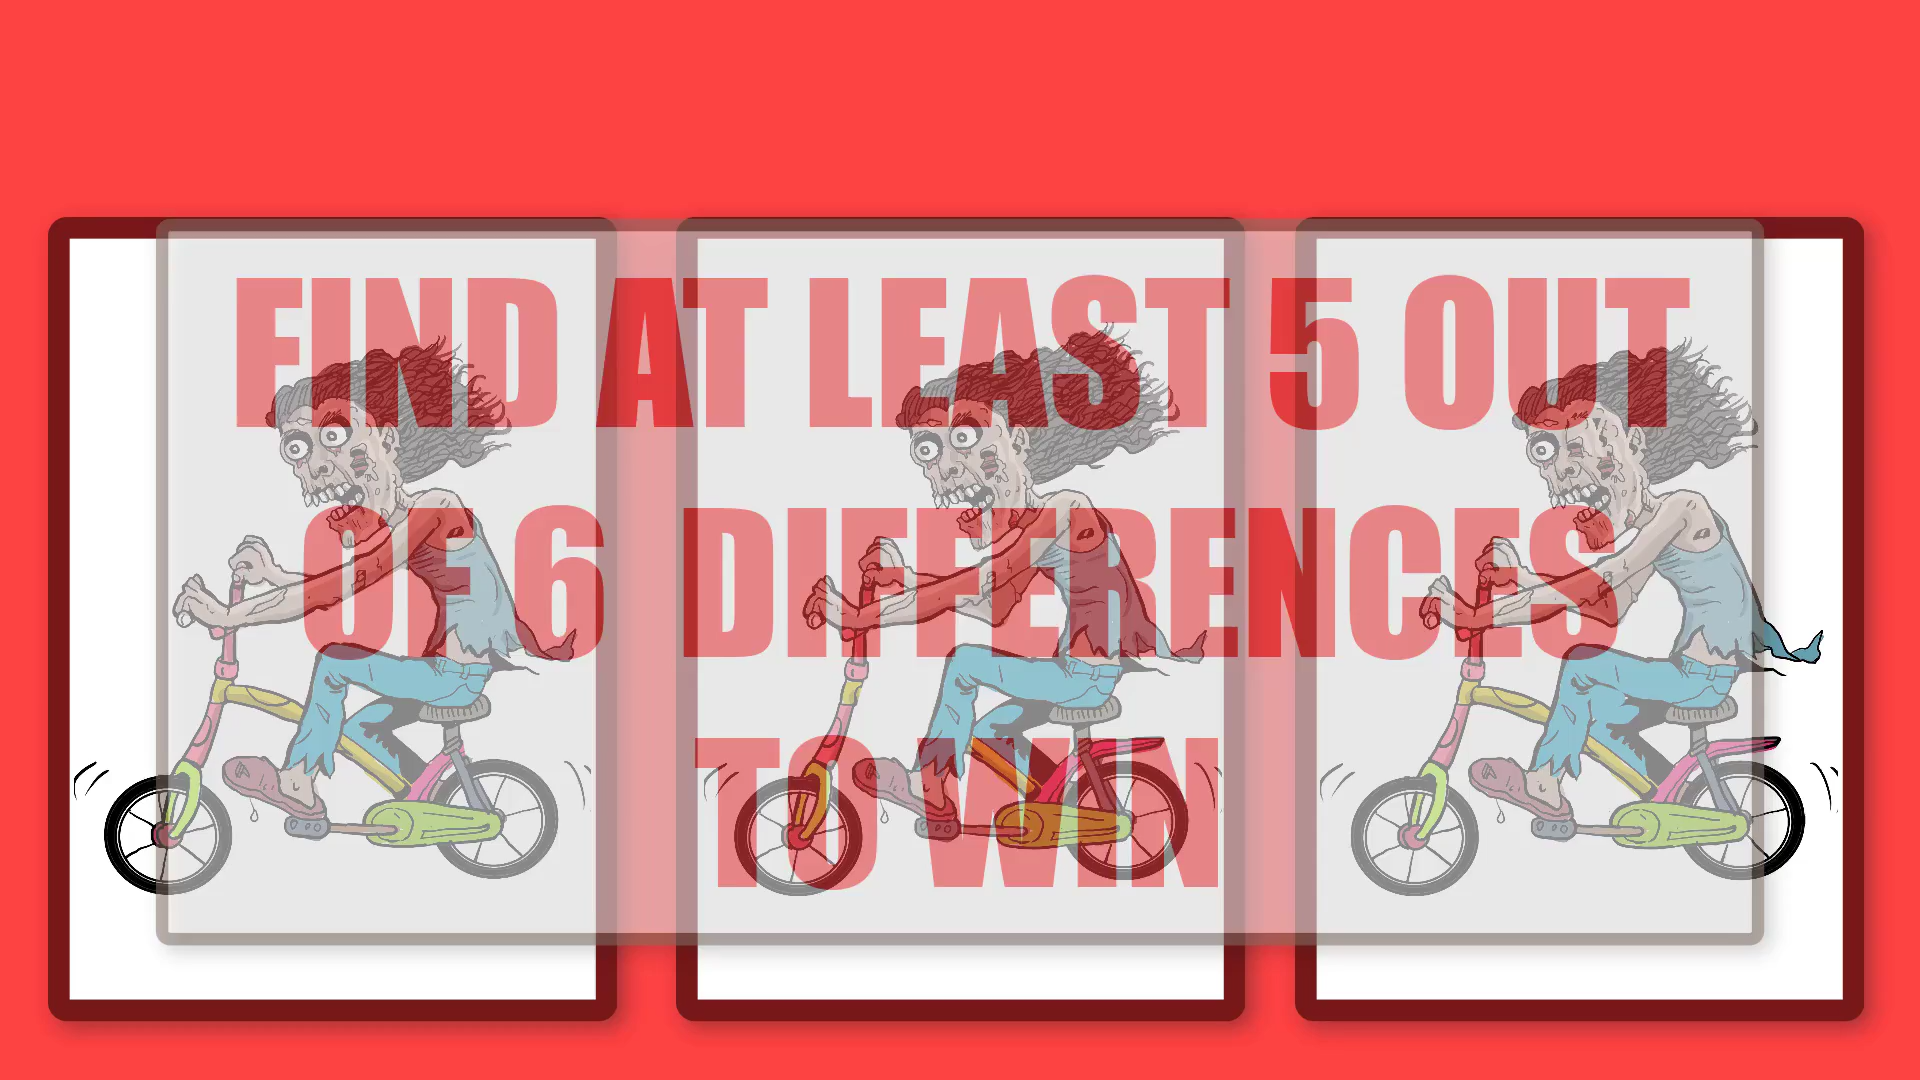 FIND AT LEAST 5 OUT
OF 6 DIFFERENCES
TO WIN